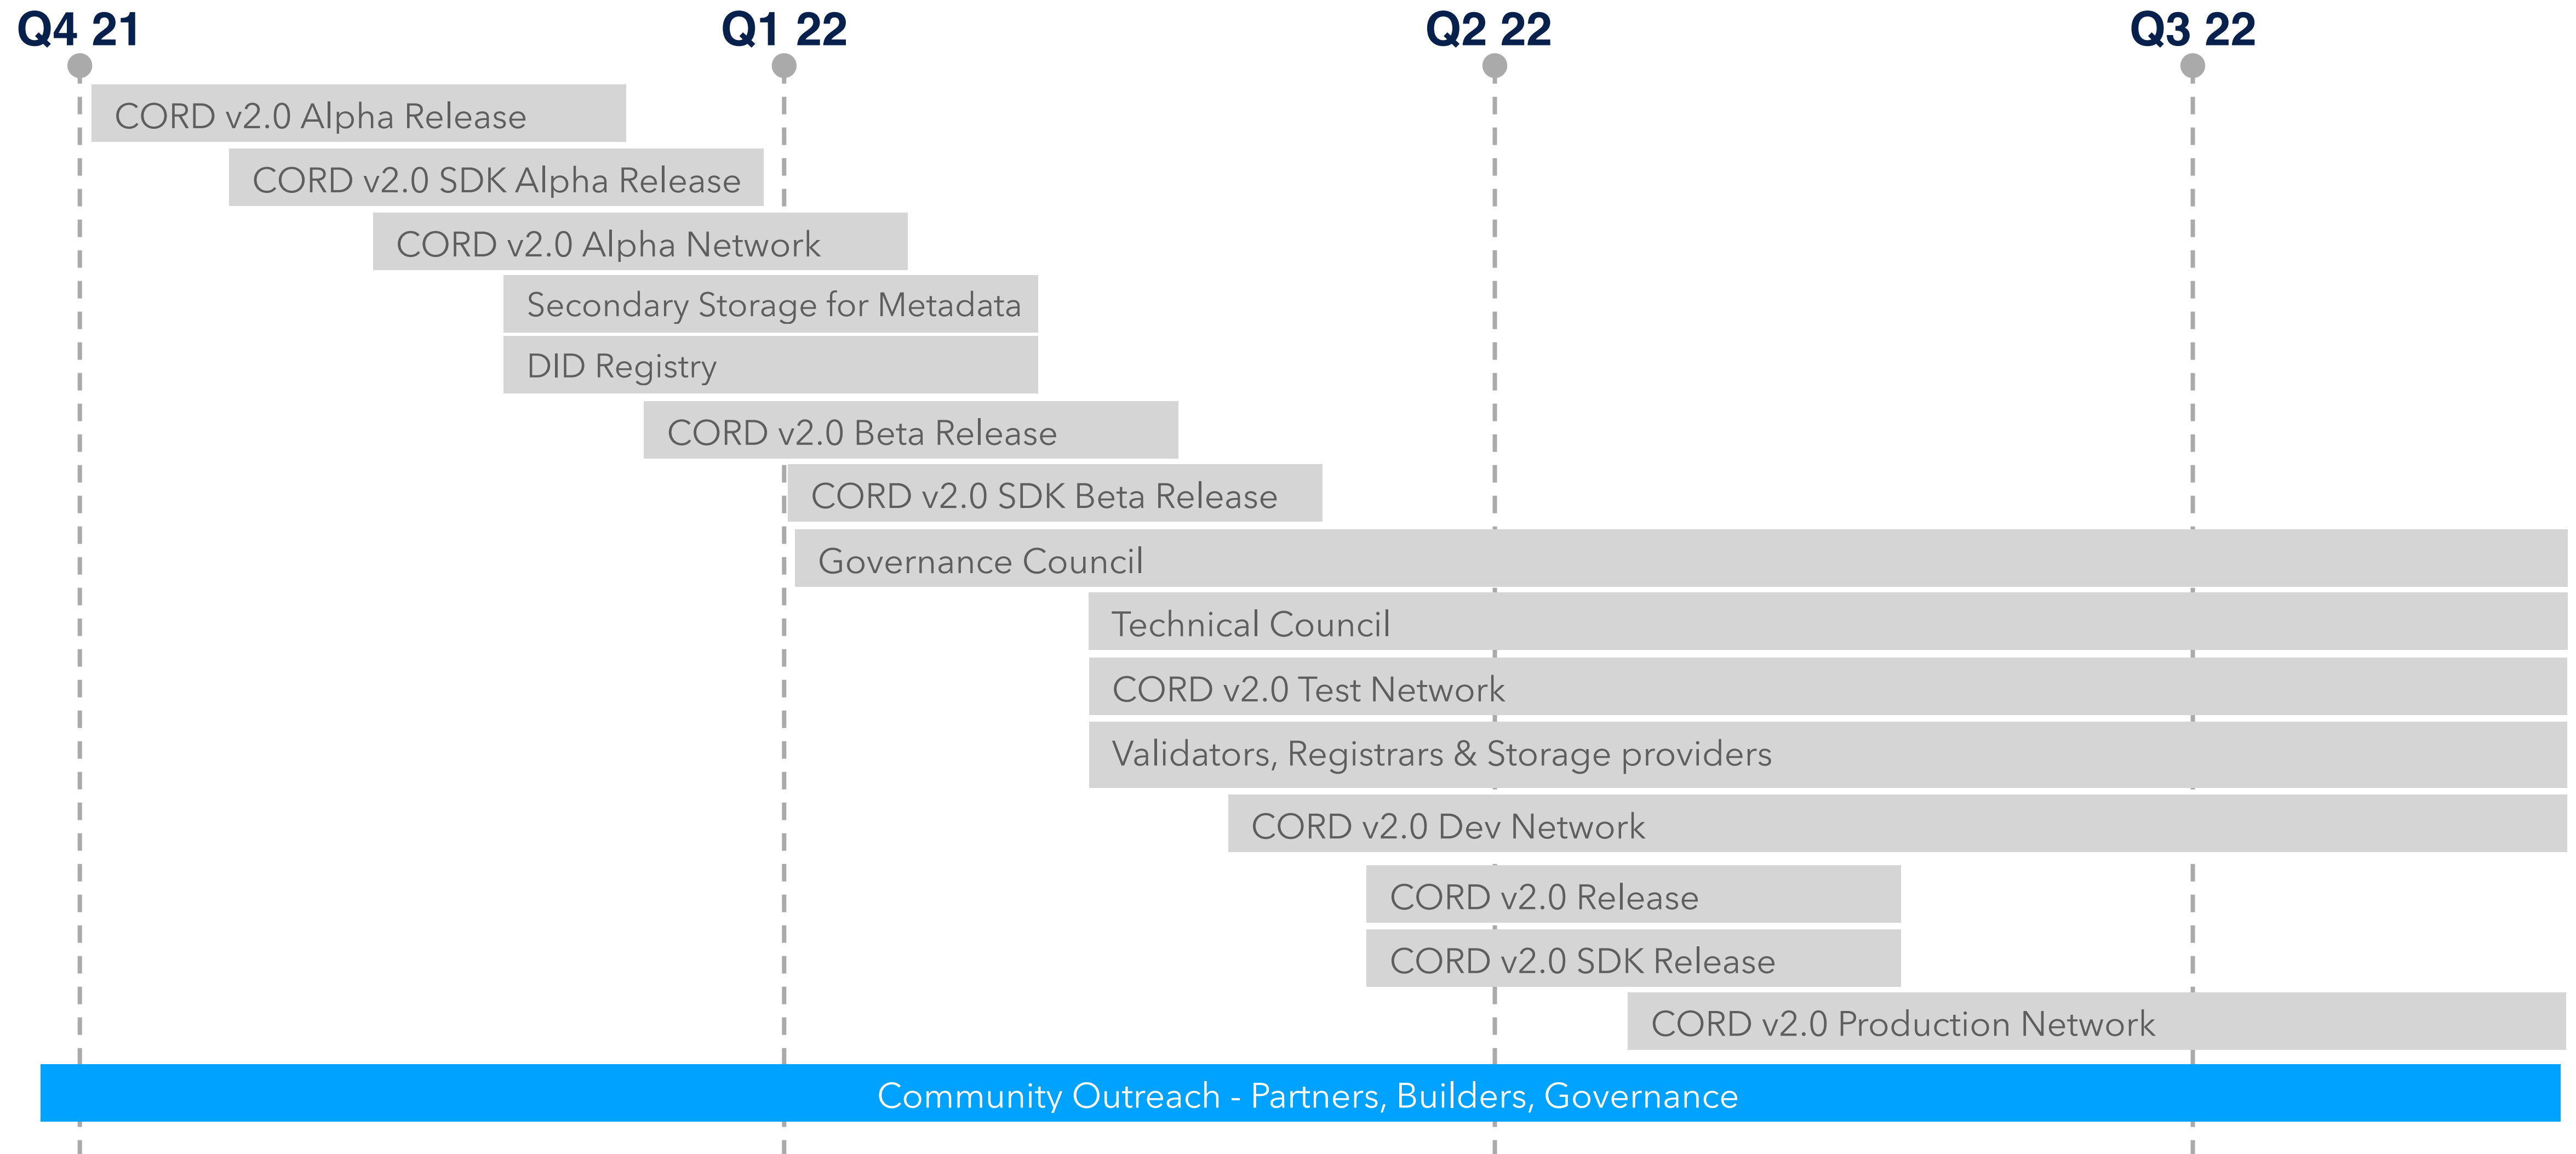 Q4 21 Q1 22 Q2 22 Q3 22
CORD v2.0 Alpha Release
CORD v2.0 SDK Alpha Release
CORD v2.0 Alpha Network
Secondary Storage for Metadata
DID Registry
CORD v2.0 Beta Release
CORD v2.0 SDK Beta Release
Governance Council
Technical Council
CORD v2.0 Test Network
Validators, Registrars & Storage providers
CORD v2.0 Dev Network
CORD v2.0 Release
CORD v2.0 SDK Release
CORD v2.0 Production Network
Community Outreach - Partners, Builders, Governance